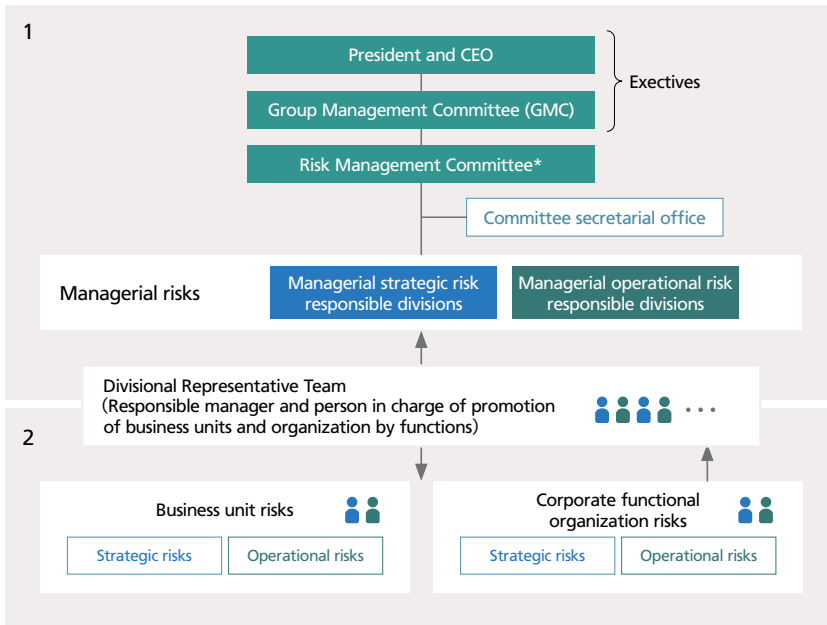 1
President and CEO
Group Management Committee (GMC)
Exectives
Risk Management Committee*
Committee secretarial office
Managerial risks
Managerial strategic risk
responsible divisions
Managerial operational risk
responsible divisions
Divisional Representative Team
(Responsible manager and person in charge of promotion
of business units and organization by functions)
...
2
Business unit risks
Strategic risks
Operational risks
Corporate functional
organization risks
Strategic risks
Operational risks